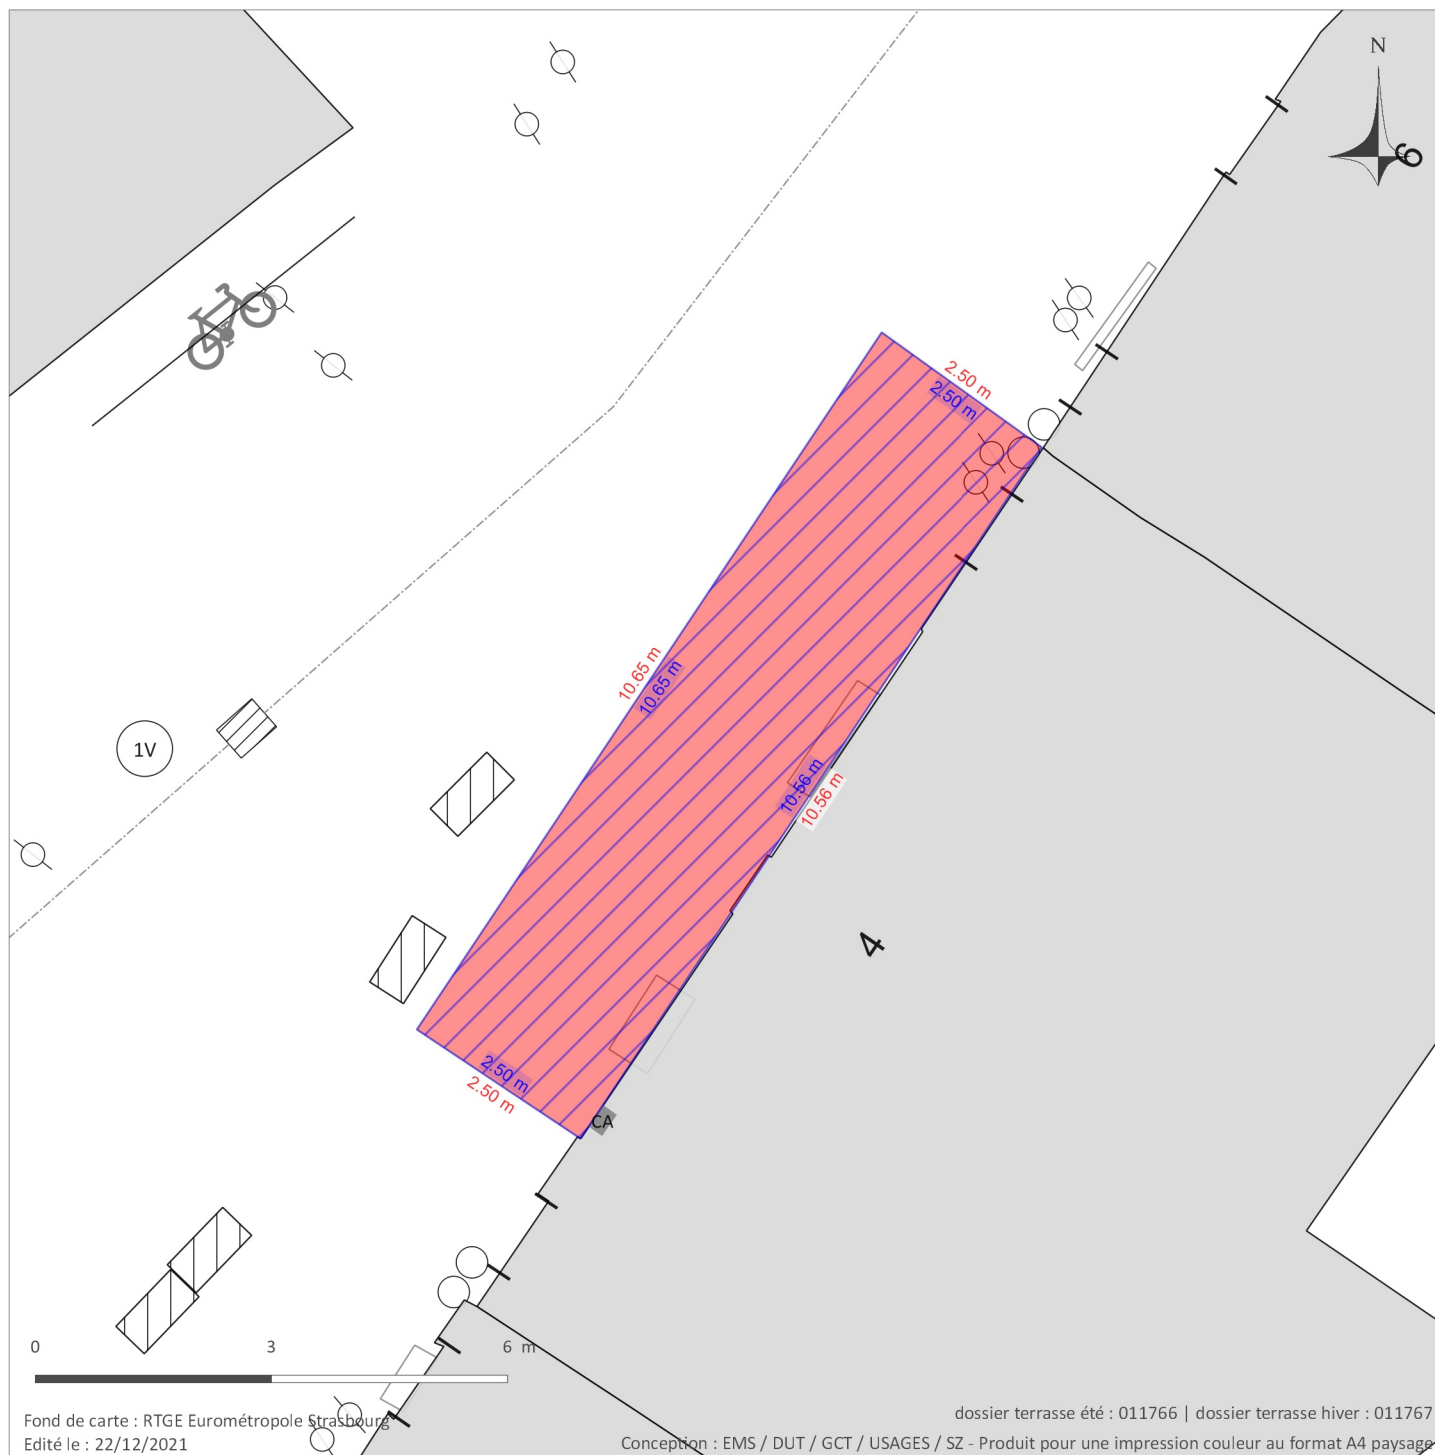 N
6
2.50 m
2.50 m
10.65 m
10.65 m
1V
10.56 m
10.56 m
4
2.50 m
2.50 m
CA
0 3 6 m
Fond de carte : RTGE Eurométropole Strasbourg
Edité le : 22/12/2021
dossier terrasse été : 011766 | dossier terrasse hiver : 011767
Conception : EMS / DUT / GCT / USAGES / SZ - Produit pour une impression couleur au format A4 paysage